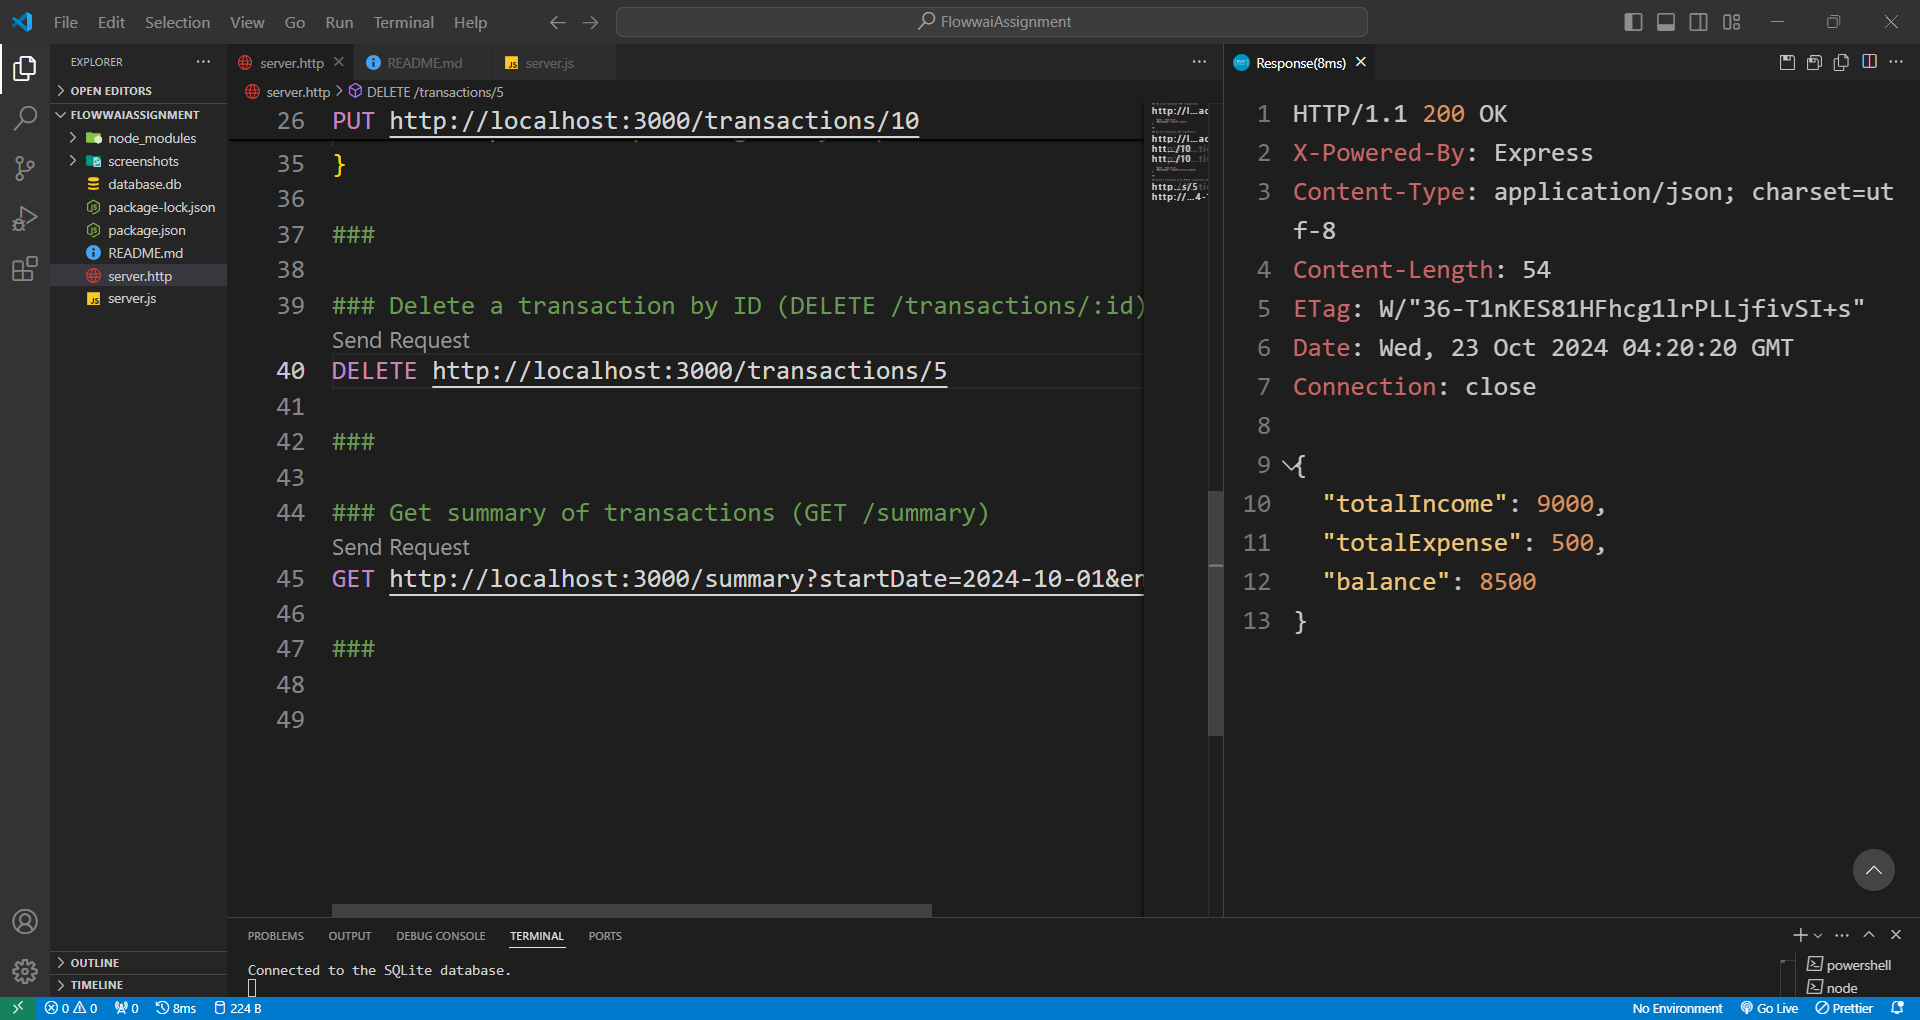 File Edit Selection View Go Run Terminal Help
FlowwaiAssignment
EXPLORER
OPEN EDITORS
FLOWWAIASSIGNMENT
node_modules
screenshots
database.db
package-lock.json
package.json
README.md
server.http
server.js
OUTLINE
TIMELINE
server.http README.md server.js
server.http > DELETE /transactions/5
26 PUT http://localhost:3000/transactions/10
35 }
36
37 ###
38
39 ### Delete a transaction by ID (DELETE /transactions/:id)
Send Request
40 DELETE http://localhost:3000/transactions/5
41
42 ###
43
44 ### Get summary of transactions (GET /summary)
Send Request
45 GET http://localhost:3000/summary?startDate=2024-10-01&en
46
47 ###
48
49
Response(8ms)
1 HTTP/1.1 200 OK
2 X-Powered-By: Express
3 Content-Type: application/json; charset=ut
f-8
4 Content-Length: 54
5 ETag: W/"36-T1nKES81HFhcg1lrPLLjfivSI+s"
6 Date: Wed, 23 Oct 2024 04:20:20 GMT
7 Connection: close
8
9 {
10 "totalIncome": 9000,
11 "totalExpense": 500,
12 "balance": 8500
13 }
PROBLEMS OUTPUT DEBUG CONSOLE TERMINAL PORTS
Connected to the SQLite database.
powershell
node
0 0 0 8ms 224 B No Environment Go Live Prettier